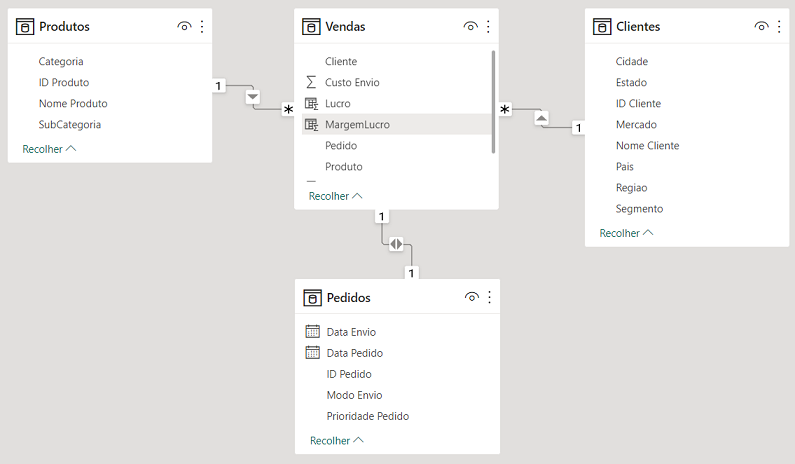 Produtos
Categoria
ID Produto
Nome Produto
SubCategoria
Recolher
1
*
Vendas
Cliente
Custo Envio
Lucro
MargemLucro
Pedido
Produto
Recolher
*
1
Clientes
Cidade
Estado
ID Cliente
Mercado
Nome Cliente
Pais
Regiao
Segmento
Recolher
1
1
Pedidos
Data Envio
Data Pedido
ID Pedido
Modo Envio
Prioridade Pedido
Recolher